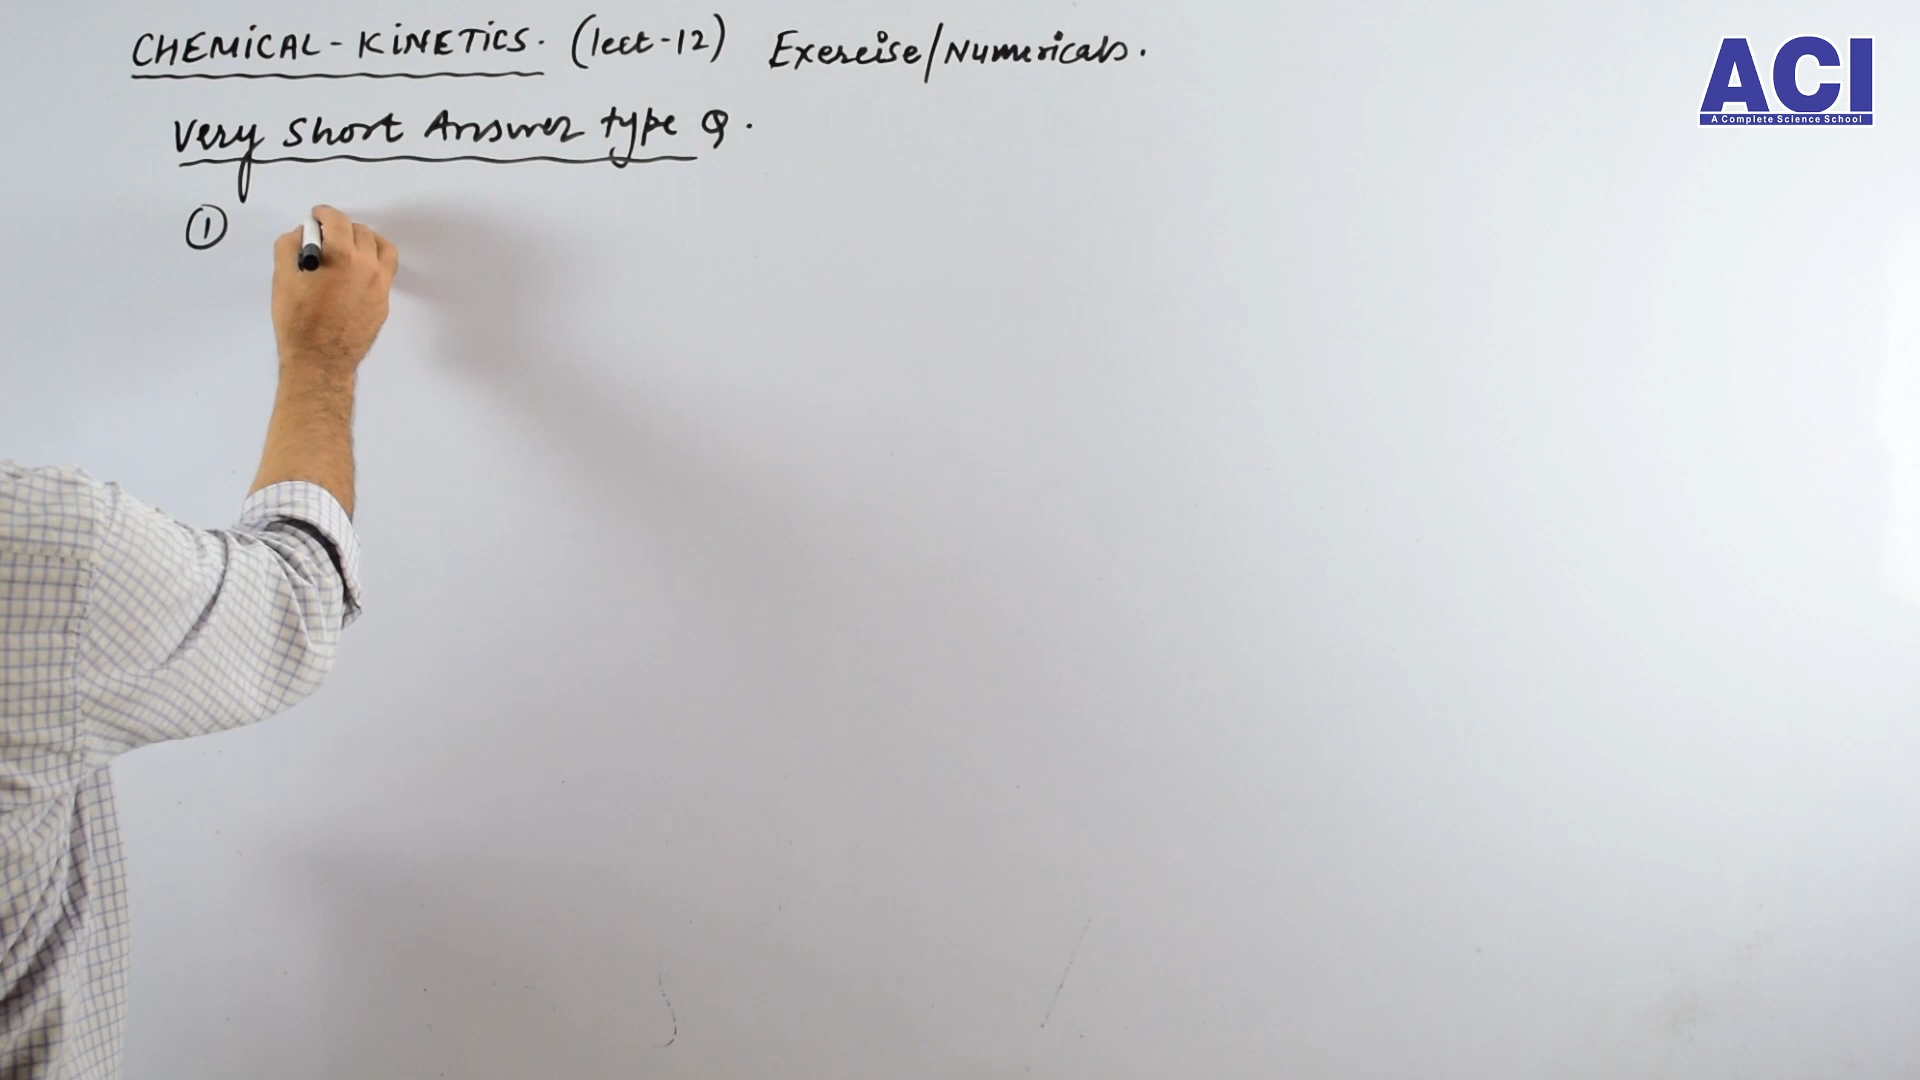 CHEMICAL-KINETICS. (lect-12) Exercise/Numericals.
Very Short Answer type Q.
①
ACI
A Complete Science School